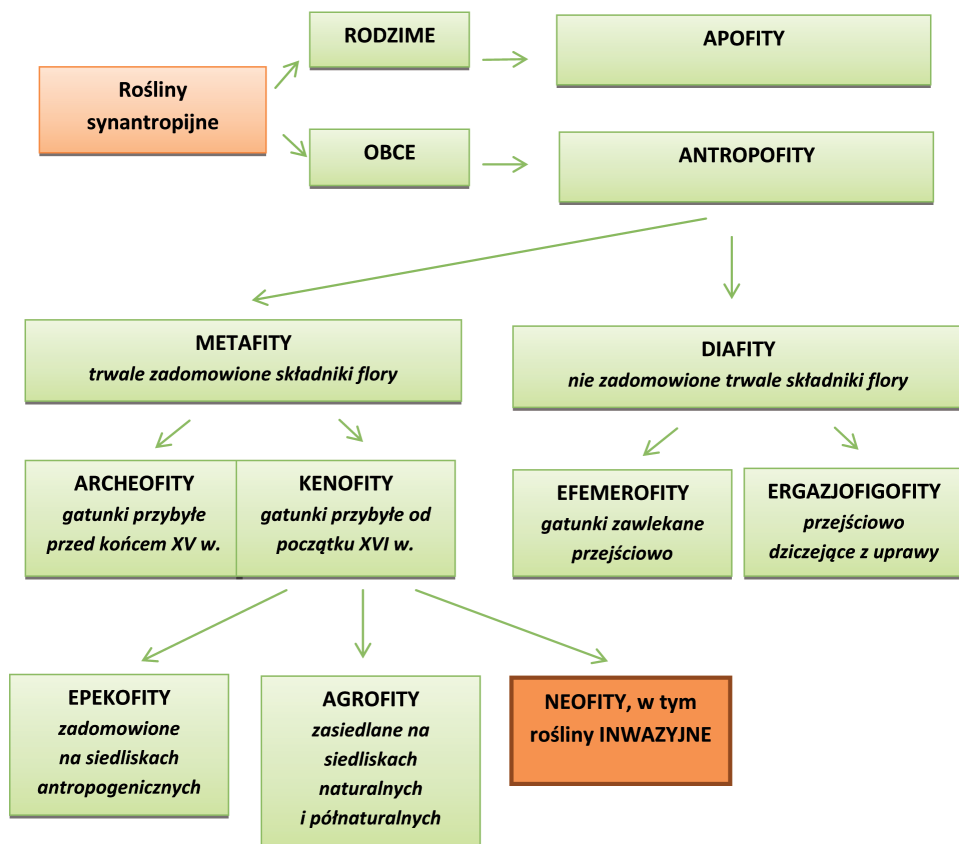 RODZIME
APOFITY
Rośliny
synantropijne
OBCE
ANTROPOFITY
METAFITY
trwale zadomowione składniki flory
DIAFITY
nie zadomowione trwale składniki flory
ARCHEOFITY
gatunki przybyłe
przed końcem XV w.
KENOFITY
gatunki przybyłe od
początku XVI w.
EFEMEROFITY
gatunki zawlekane
przejściowo
ERGAZJOFIGOFITY
przejściowo
dziczejące z uprawy
EPEKOFITY
zadomowione
na siedliskach
antropogenicznych
AGROFITY
zasiedlane na
siedliskach
naturalnych
i półnaturalnych
NEOFITY, w tym
rośliny INWAZYJNE